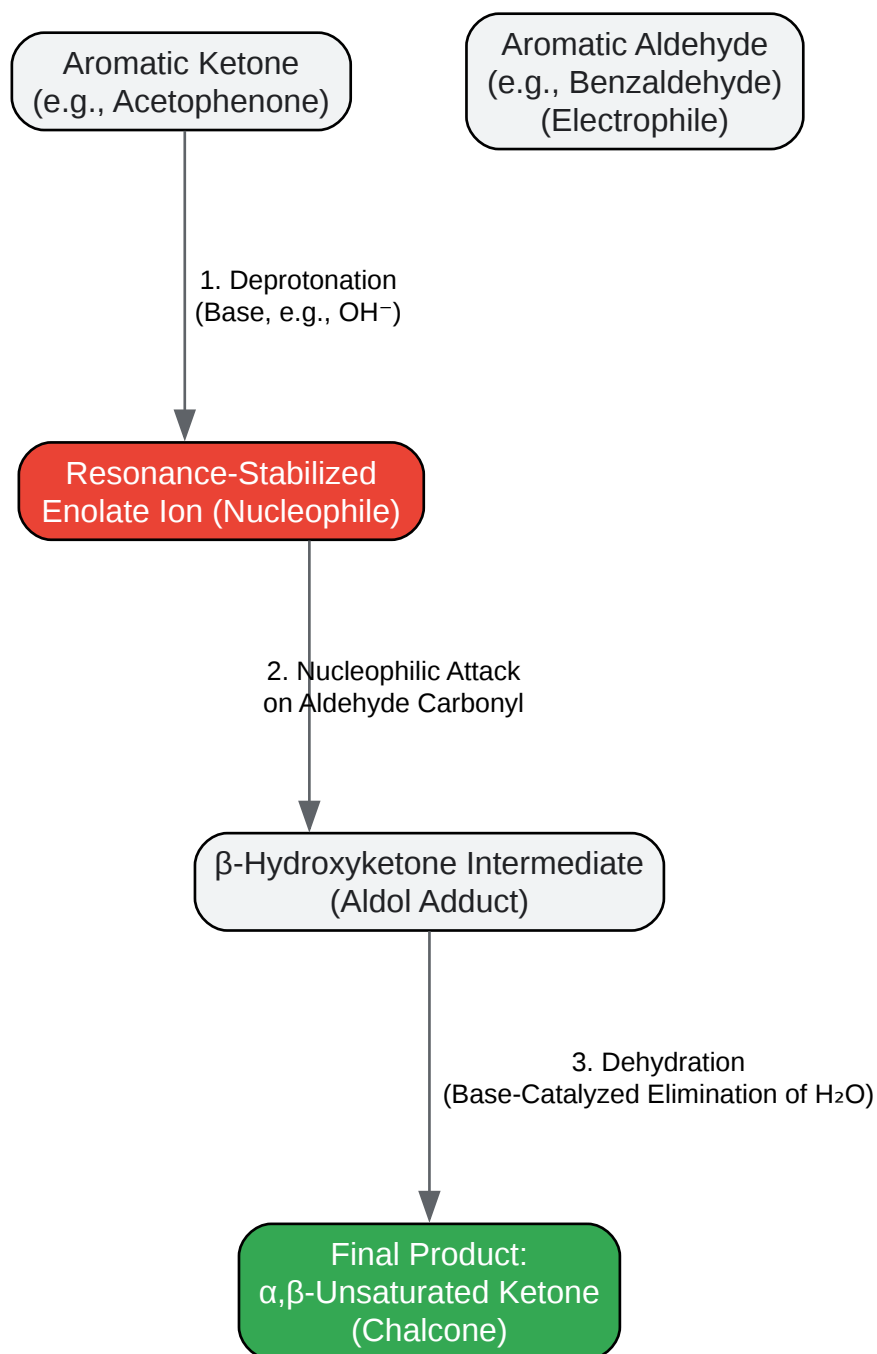 Aromatic Ketone
(e.g., Acetophenone)
Aromatic Aldehyde
(e.g., Benzaldehyde)
(Electrophile)
1. Deprotonation
(Base, e.g., OH⁻)
Resonance-Stabilized
Enolate Ion (Nucleophile)
2. Nucleophilic Attack
on Aldehyde Carbonyl
β-Hydroxyketone Intermediate
(Aldol Adduct)
3. Dehydration
(Base-Catalyzed Elimination of H₂O)
Final Product:
α,β-Unsaturated Ketone
(Chalcone)